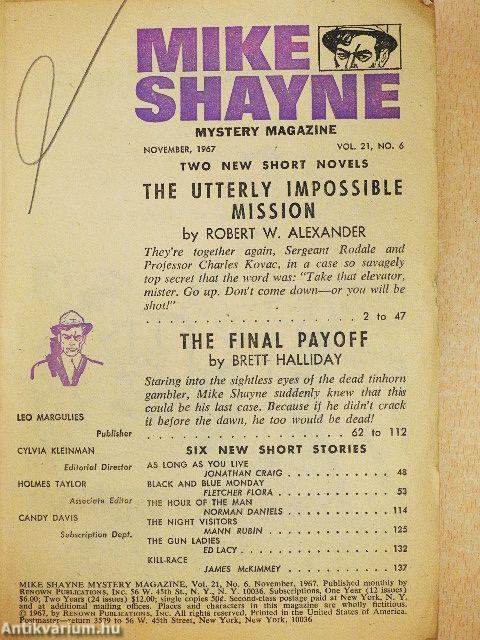 MIKE
SHAYNE
MYSTERY MAGAZINE
NOVEMBER, 1967 VOL. 21, NO. 6
TWO NEW SHORT NOVELS
THE UTTERLY IMPOSSIBLE
MISSION
by ROBERT W. ALEXANDER
They're together again, Sergeant Rodale and
Professor Charles Kovac, in a case so savagely
top secret that the word was: "Take that elevator,
mister. Go up. Don't come down—or you will be
shot!"
2 to 47
THE FINAL PAYOFF
by BRETT HALLIDAY
Staring into the sightless eyes of the dead tinhorn
gambler, Mike Shayne suddenly knew that this
could be his last case. Because if he didn't crack
it before the dawn, he too would be dead!
62 to 112
LEO MARGULIES
Publisher
CYLVIA KLEINMAN
Editorial Director
HOLMES TAYLOR
Associate Editor
CANDY DAVIS
Subscription Dept.
SIX NEW SHORT STORIES
AS LONG AS YOU LIVE
JONATHAN CRAIG 48
BLACK AND BLUE MONDAY
FLETCHER FLORA 53
THE HOUR OF THE MAN
NORMAN DANIELS 114
THE NIGHT VISITORS
MANN RUBIN 125
THE GUN LADIES
ED LACY 132
KILL-RACE
JAMES McKIMMEY 137
MIKE SHAYNE MYSTERY MAGAZINE, Vol. 21, No. 6, November, 1967. Published monthly by
RENOWN PUBLICATIONS, INC. 56 W. 45th St., N. Y., N. Y. 10036. Subscriptions, One Year (12 issues)
$6.00; Two Years (24 issues) $12.00; single copies 50¢. Second-class postage paid at New York, N. Y.
and at additional mailing offices. Places and characters in this magazine are wholly fictitious.
© 1967, by RENOWN PUBLICATIONS, INC. All rights reserved. Printed in the United States of America.
Postmaster—return 3579 to 56 W. 45th Street, New York, New York, 10036
Antikvarium.hu